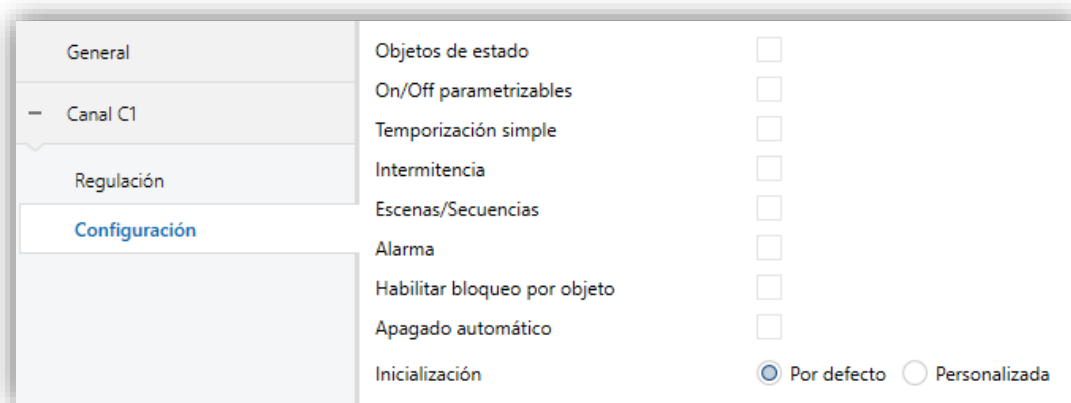 General
Canal C1
Regulación
Configuración
Objetos de estado
On/Off parametrizables
Temporización simple
Intermitencia
Escenas/Secuencias
Alarma
Habilitar bloqueo por objeto
Apagado automático
Inicialización Por defecto Personalizada